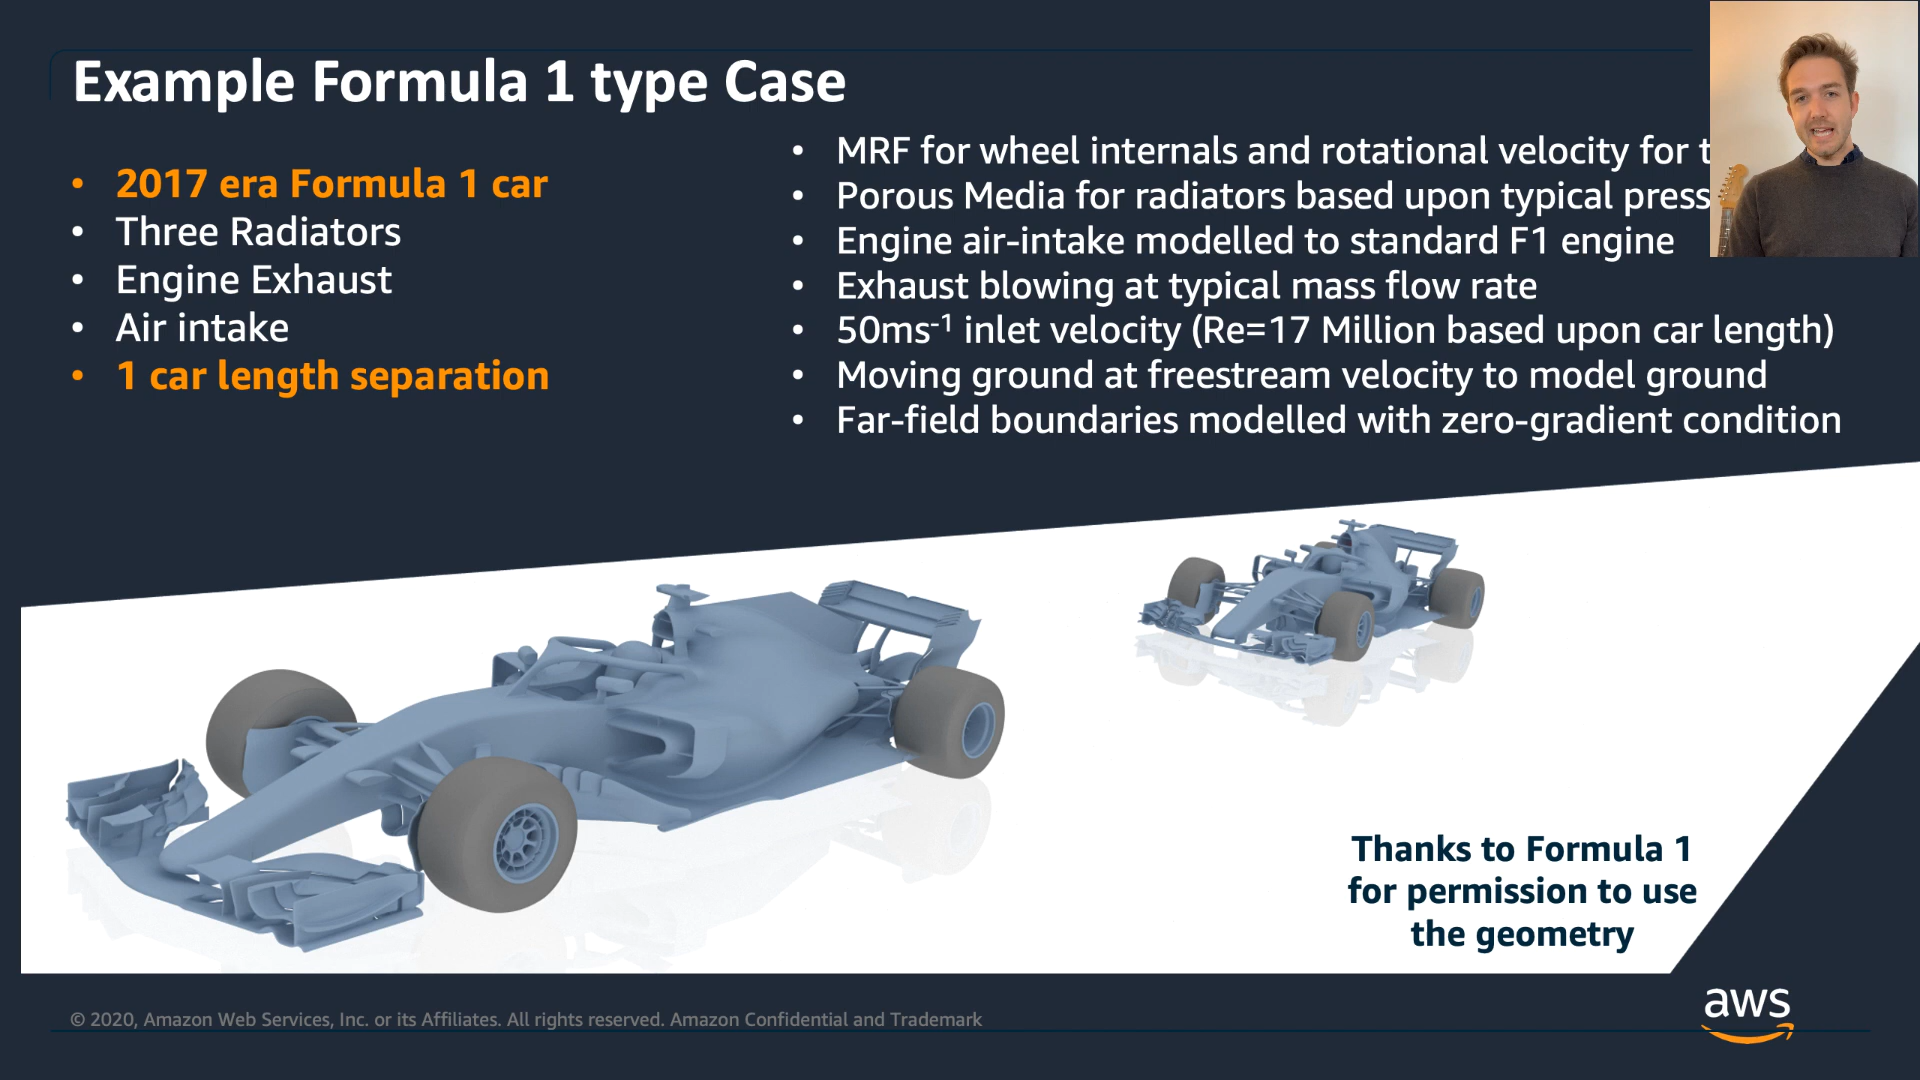 Example Formula 1 type Case
• 2017 era Formula 1 car
• Three Radiators
• Engine Exhaust
• Air intake
• 1 car length separation
• MRF for wheel internals and rotational velocity for
• Porous Media for radiators based upon typical
• Engine air-intake modelled to standard F1 engine
• Exhaust blowing at typical mass flow rate
• 50ms⁻¹ inlet velocity (Re=17 Million based upon car length)
• Moving ground at freestream velocity to model ground
• Far-field boundaries modelled with zero-gradient condition
Thanks to Formula 1
for permission to use
the geometry
© 2020, Amazon Web Services, Inc. or its Affiliates. All rights reserved. Amazon Confidential and Trademark
aws